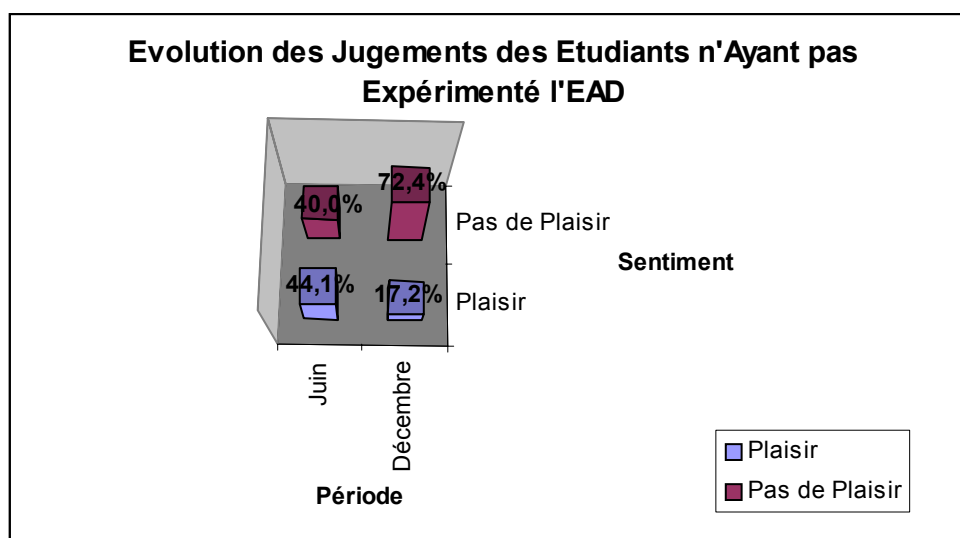 Evolution des Jugements des Etudiants n'Ayant pas
Expérimenté l'EAD
72,4%
40,0%
Pas de Plaisir
Sentiment
44,1%
17,2%
Plaisir
Juin
Décembre
Période
Plaisir
Pas de Plaisir